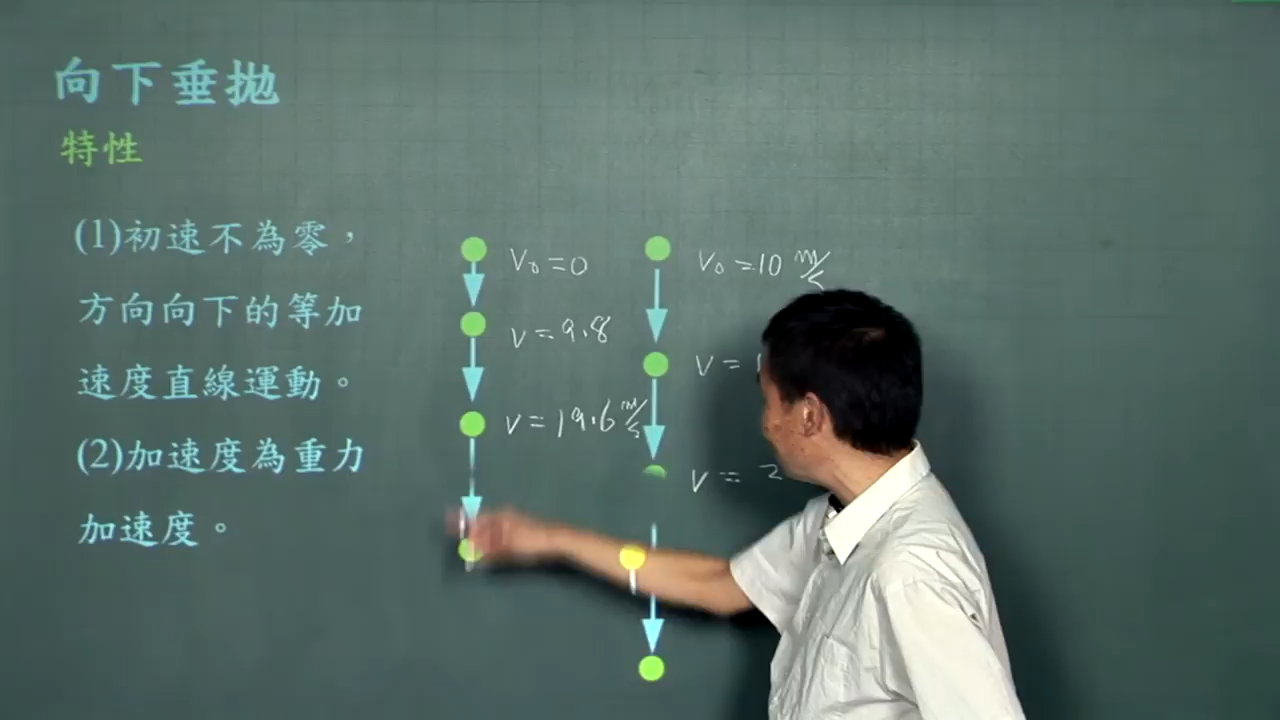 向下垂拋
特性
(1)初速不為零，
方向向下的等加
速度直線運動。
(2)加速度為重力
加速度。
V₀=0
V=9.8
V=19.6 m/s
V₀=10 m/s
V=1
V=2